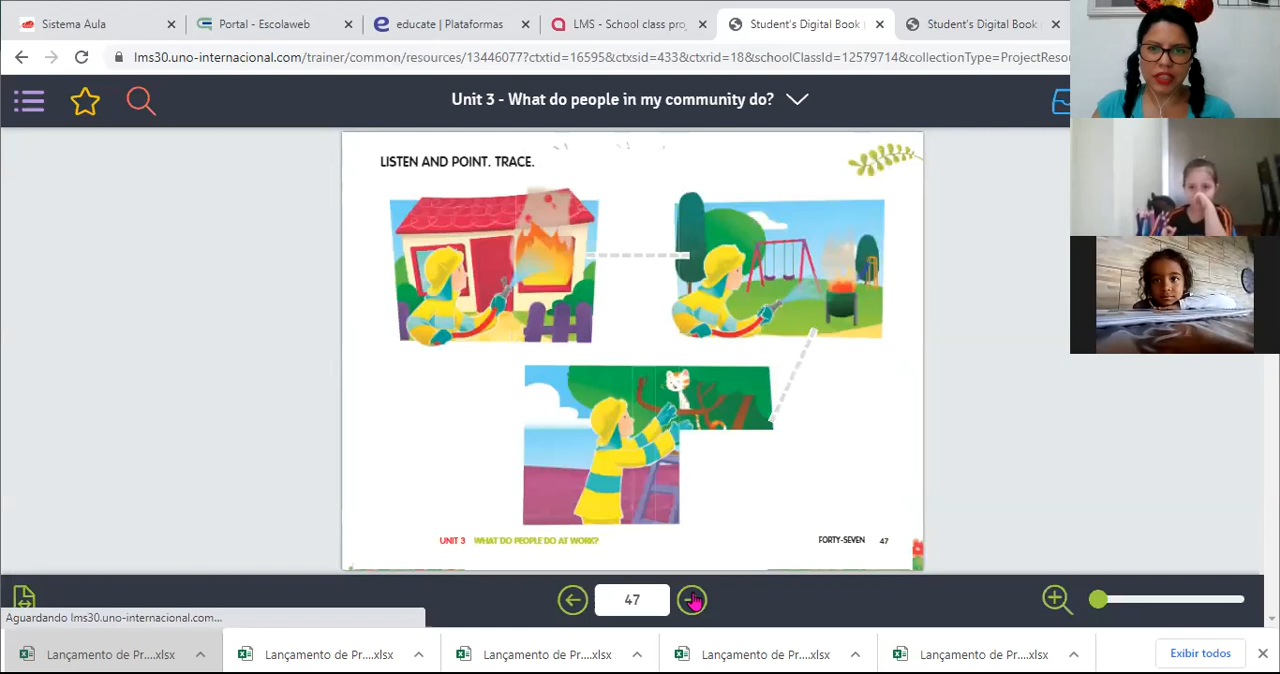 Sistema Aula
Portal - Escolaweb
educate | Plataformas
LMS - School class pro
Student's Digital Book
Student's Digital Book
lms30.uno-internacional.com/trainer/common/resource/13446077?ctxtid=16595&ctxsid=433&ctxrid=18&schoolClassId=12579714&collectionType=ProjectResou
Unit 3 - What do people in my community do?
LISTEN AND POINT. TRACE.
UNIT 3 WHAT DO PEOPLE DO AT WORK?
FORTY-SEVEN 47
47
Aguardando lms30.uno-internacional.com...
Lançamento de Pr....xlsx
Lançamento de Pr....xlsx
Lançamento de Pr....xlsx
Lançamento de Pr....xlsx
Lançamento de Pr....xlsx
Exibir todos